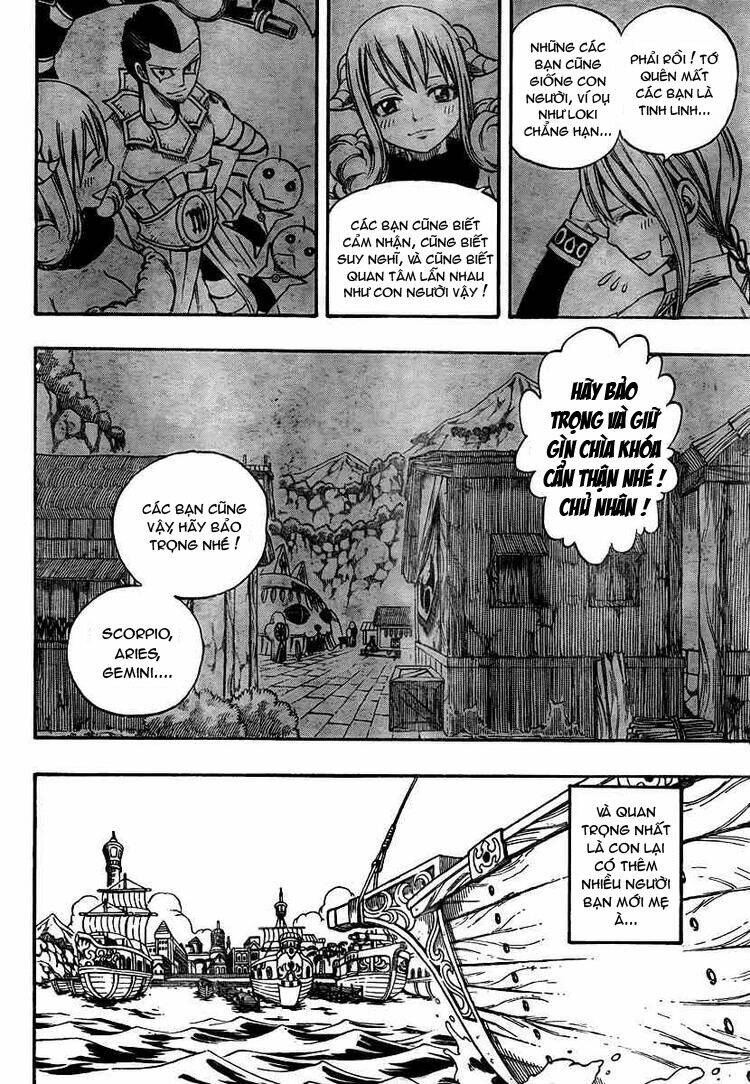 PHẢI RỒI ! TỚ
QUÊN MẤT
CÁC BẠN LÀ
TINH LINH...
NHƯNG CÁC
BẠN CŨNG
GIỐNG CON
NGƯỜI, VÍ DỤ
NHƯ LOKI
CHẲNG HẠN...
CÁC BẠN CŨNG BIẾT
CẢM NHẬN, CŨNG BIẾT
SUY NGHĨ, VÀ CŨNG BIẾT
QUAN TÂM LẪN NHAU
NHƯ CON NGƯỜI VẬY !
HÃY BẢO
TRỌNG VÀ GIỮ
GÌN CHÌA KHÓA
CẨN THẬN NHÉ !
CHỦ NHÂN !
CÁC BẠN CŨNG
VẬY, HÃY BẢO
TRỌNG NHÉ !
SCORPIO,
ARIES,
GEMINI....
VÀ QUAN
TRỌNG NHẤT
LÀ CON LẠI
CÓ THÊM
NHIỀU NGƯỜI
BẠN MỚI MẸ
À...